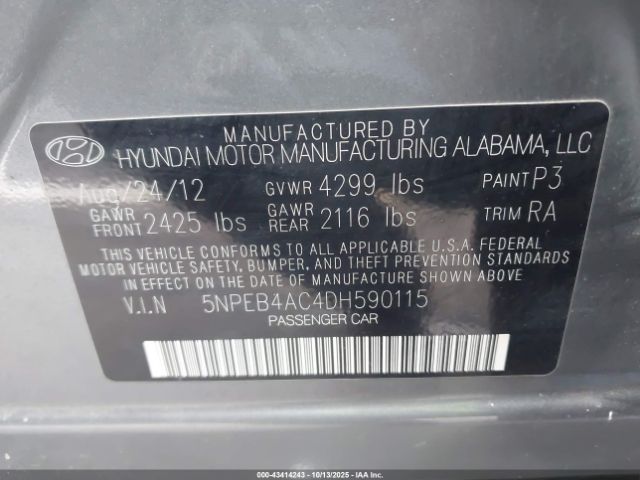 MANUFACTURED BY
HYUNDAI MOTOR MANUFACTURING ALABAMA, LLC
Aug/24/12 GVWR 4299 lbs PAINT P3
GAWR FRONT 2425 lbs GAWR REAR 2116 lbs TRIM RA
THIS VEHICLE CONFORMS TO ALL APPLICABLE U.S.A. FEDERAL
MOTOR VEHICLE SAFETY, BUMPER, AND THEFT PREVENTION STANDARDS
IN EFFECT ON THE DATE OF MANUFACTURE SHOWN ABOVE
V.I.N 5NPEB4AC4DH590115
PASSENGER CAR
000-43414243 - 10/13/2025 - IAAI.COM